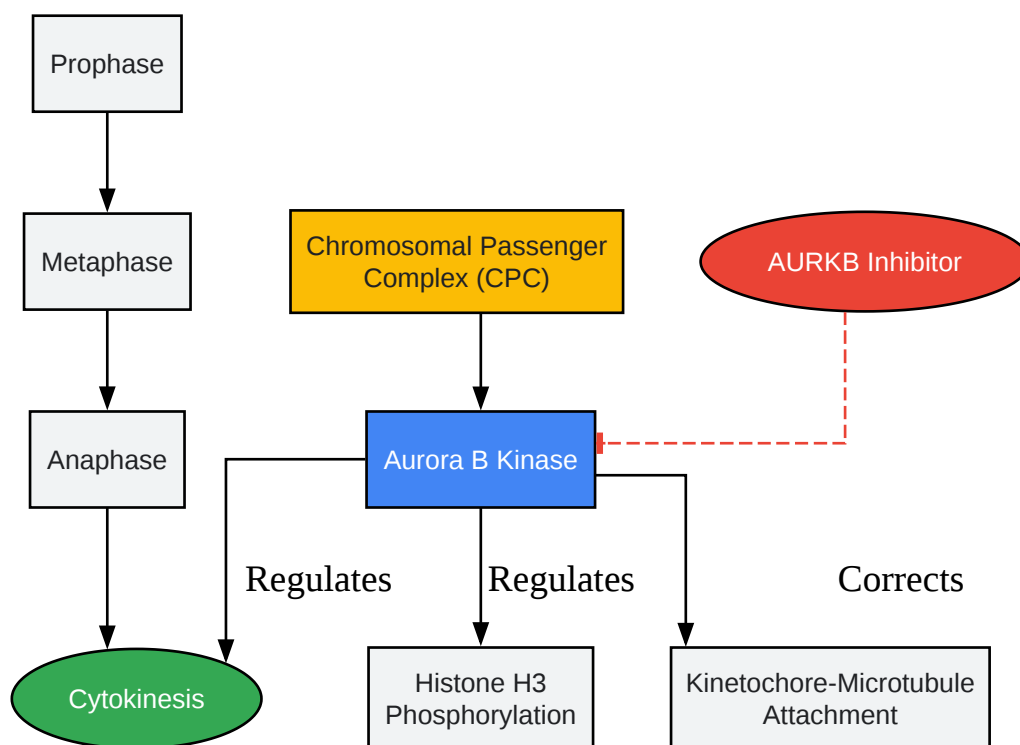 Prophase
Metaphase
Chromosomal Passenger
Complex (CPC)
AURKB Inhibitor
Anaphase
Aurora B Kinase
Regulates
Regulates
Corrects
Cytokinesis
Histone H3
Phosphorylation
Kinetochore-Microtubule
Attachment